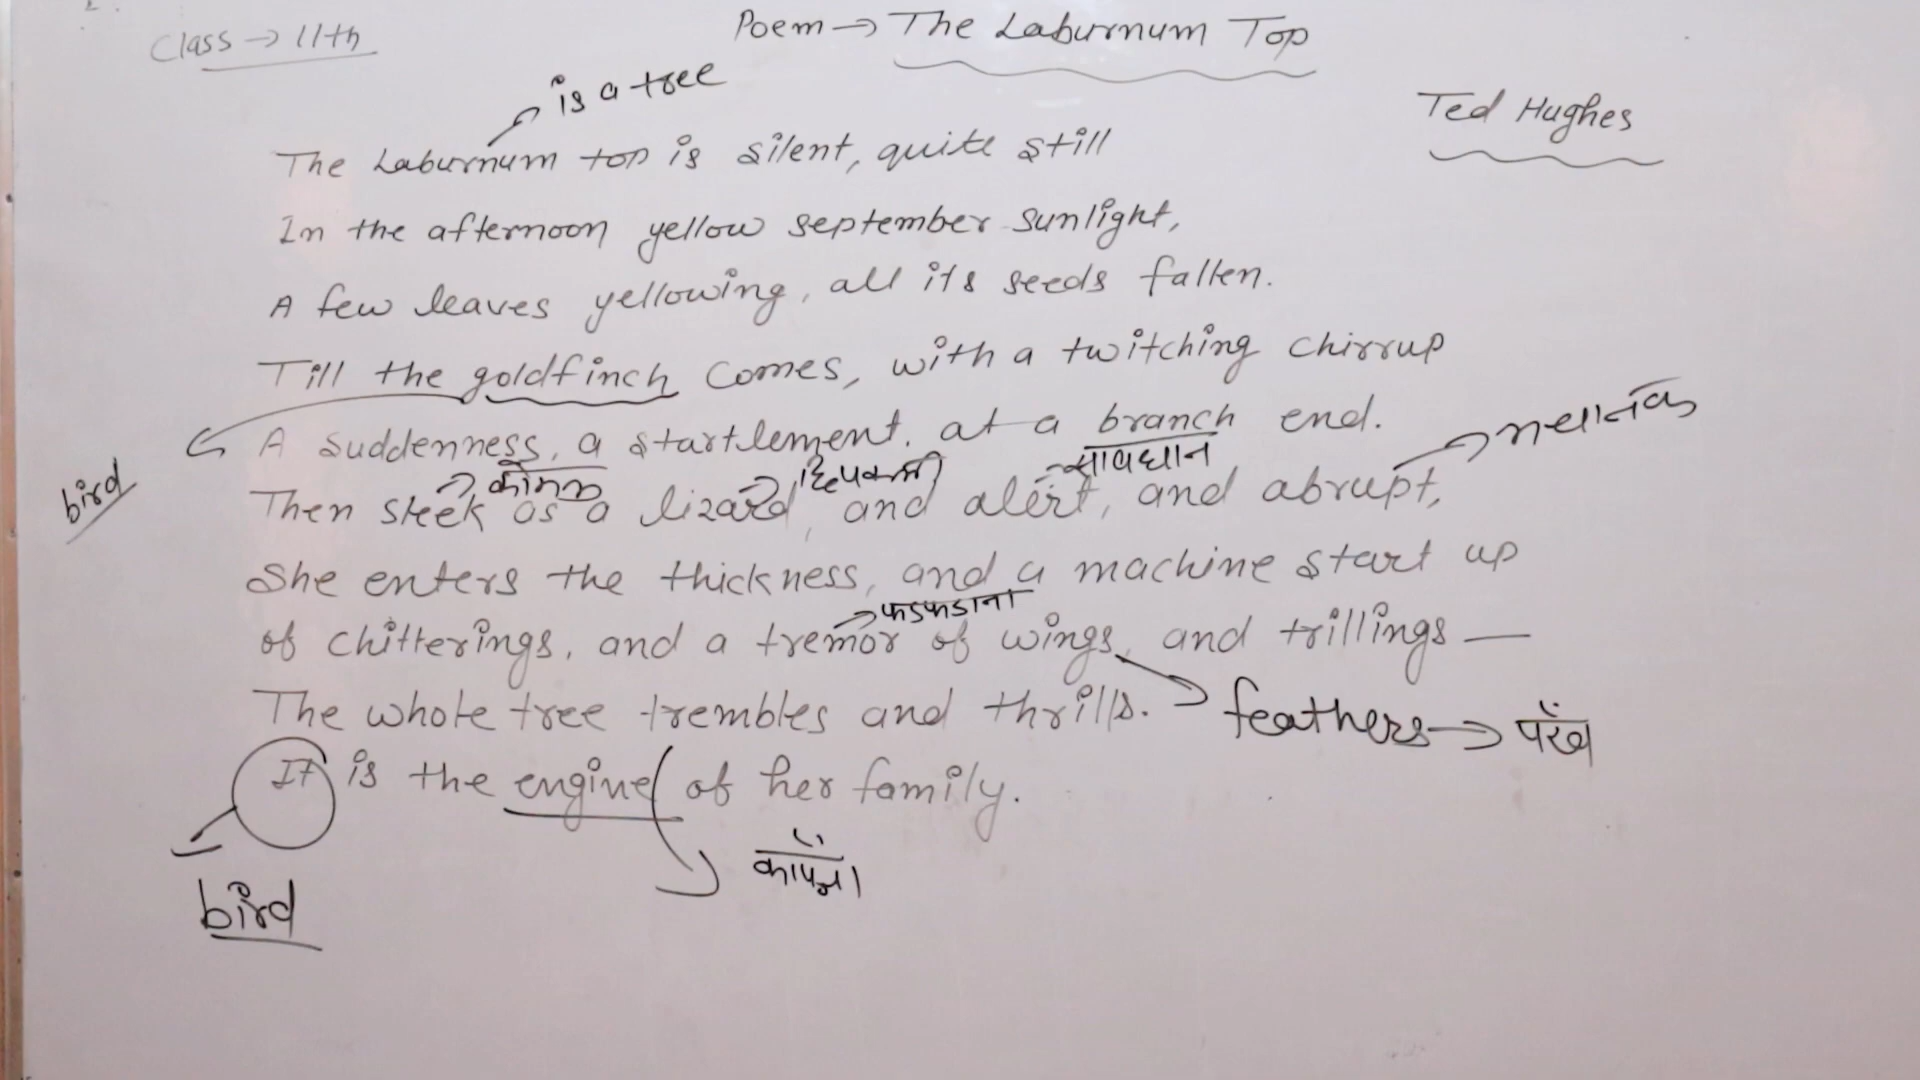 Class → 11th
Poem → The Laburnum Top
Ted Hughes
is a tree
The Laburnum top is silent, quite still
In the afternoon yellow september sunlight,
A few leaves yellowing, all its seeds fallen.
Till the goldfinch comes, with a twitching chirrup
A suddenness, a startlement, at a branch end.
bird
कोमल
छिपकली
सावधान
Then sleek as a lizard, and alert, and abrupt,
She enters the thickness, and a machine start up
फडफडाना
of chitterings, and a tremor of wings, and trillings —
The whole tree trembles and thrills.
feathers → पंख
It is the engine of her family.
bird
कांपना